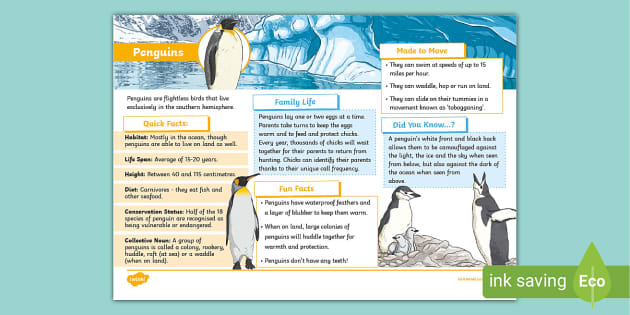 Penguins
Penguins are flightless birds that live
exclusively in the southern hemisphere.
Quick Facts:
Habitat: Mostly in the ocean, though
penguins are able to live on land as well.
Life Span: Average of 15-20 years.
Height: Between 40 and 115 centimetres.
Diet: Carnivores - they eat fish and
other seafood.
Conservation Status: Half of the 18
species of penguin are recognised as
being vulnerable or endangered.
Collective Noun: A group of
penguins is called a colony, rookery,
huddle, raft (at sea) or a waddle
(when on land).
twinkl
Family Life
Penguins lay one or two eggs at a time.
Parents take turns to keep the eggs
warm and to feed and protect chicks.
Every year, thousands of chicks will wait
together for their parents to return from
hunting. Chicks can identify their parents
thanks to their unique call frequency.
Fun Facts
• Penguins have waterproof feathers and
a layer of blubber to keep them warm.
• When on land, large colonies of
penguins will huddle together for
warmth and protection.
• Penguins don't have any teeth!
Made to Move
• They can swim at speeds of up to 15
miles per hour.
• They can waddle, hop or run on land.
• They can slide on their tummies in a
movement known as 'tobogganing'.
Did You Know...?
A penguin's white front and black back
allows them to be camouflaged against
the light, the ice and the sky when seen
from below, but also against the dark
of the ocean when seen from
above.
ink saving
Eco